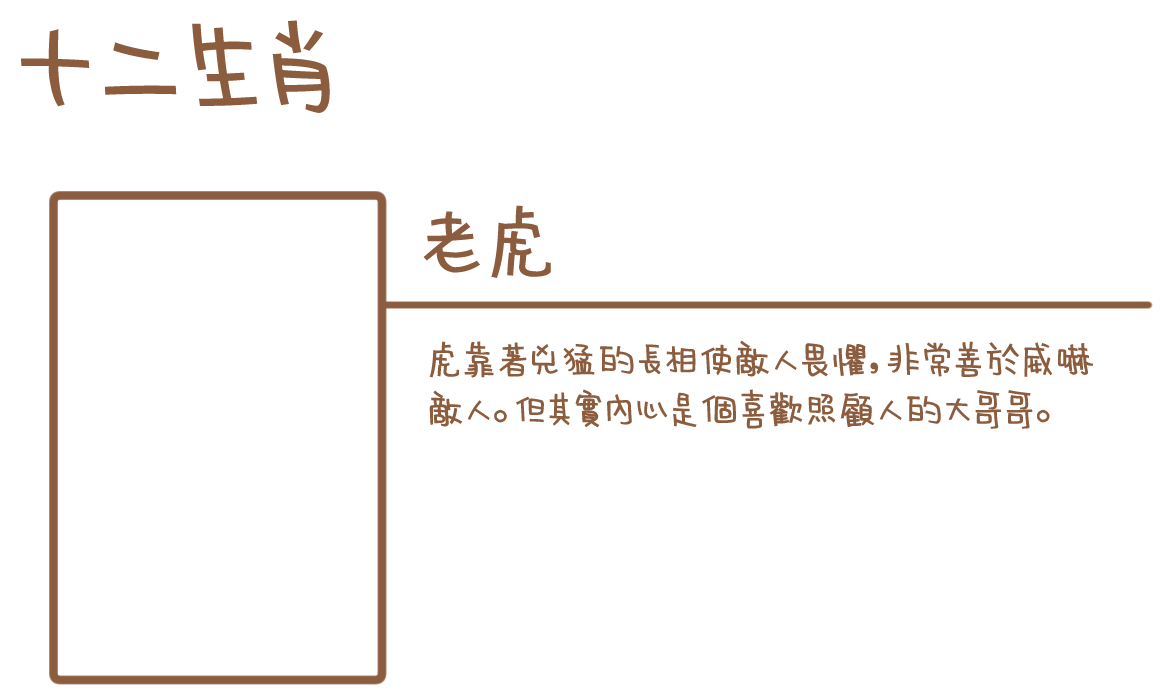 十二生肖
老虎
虎靠著兇猛的長相使敵人畏懼，非常善於威嚇
敵人。但其實內心是個喜歡照顧人的大哥哥。